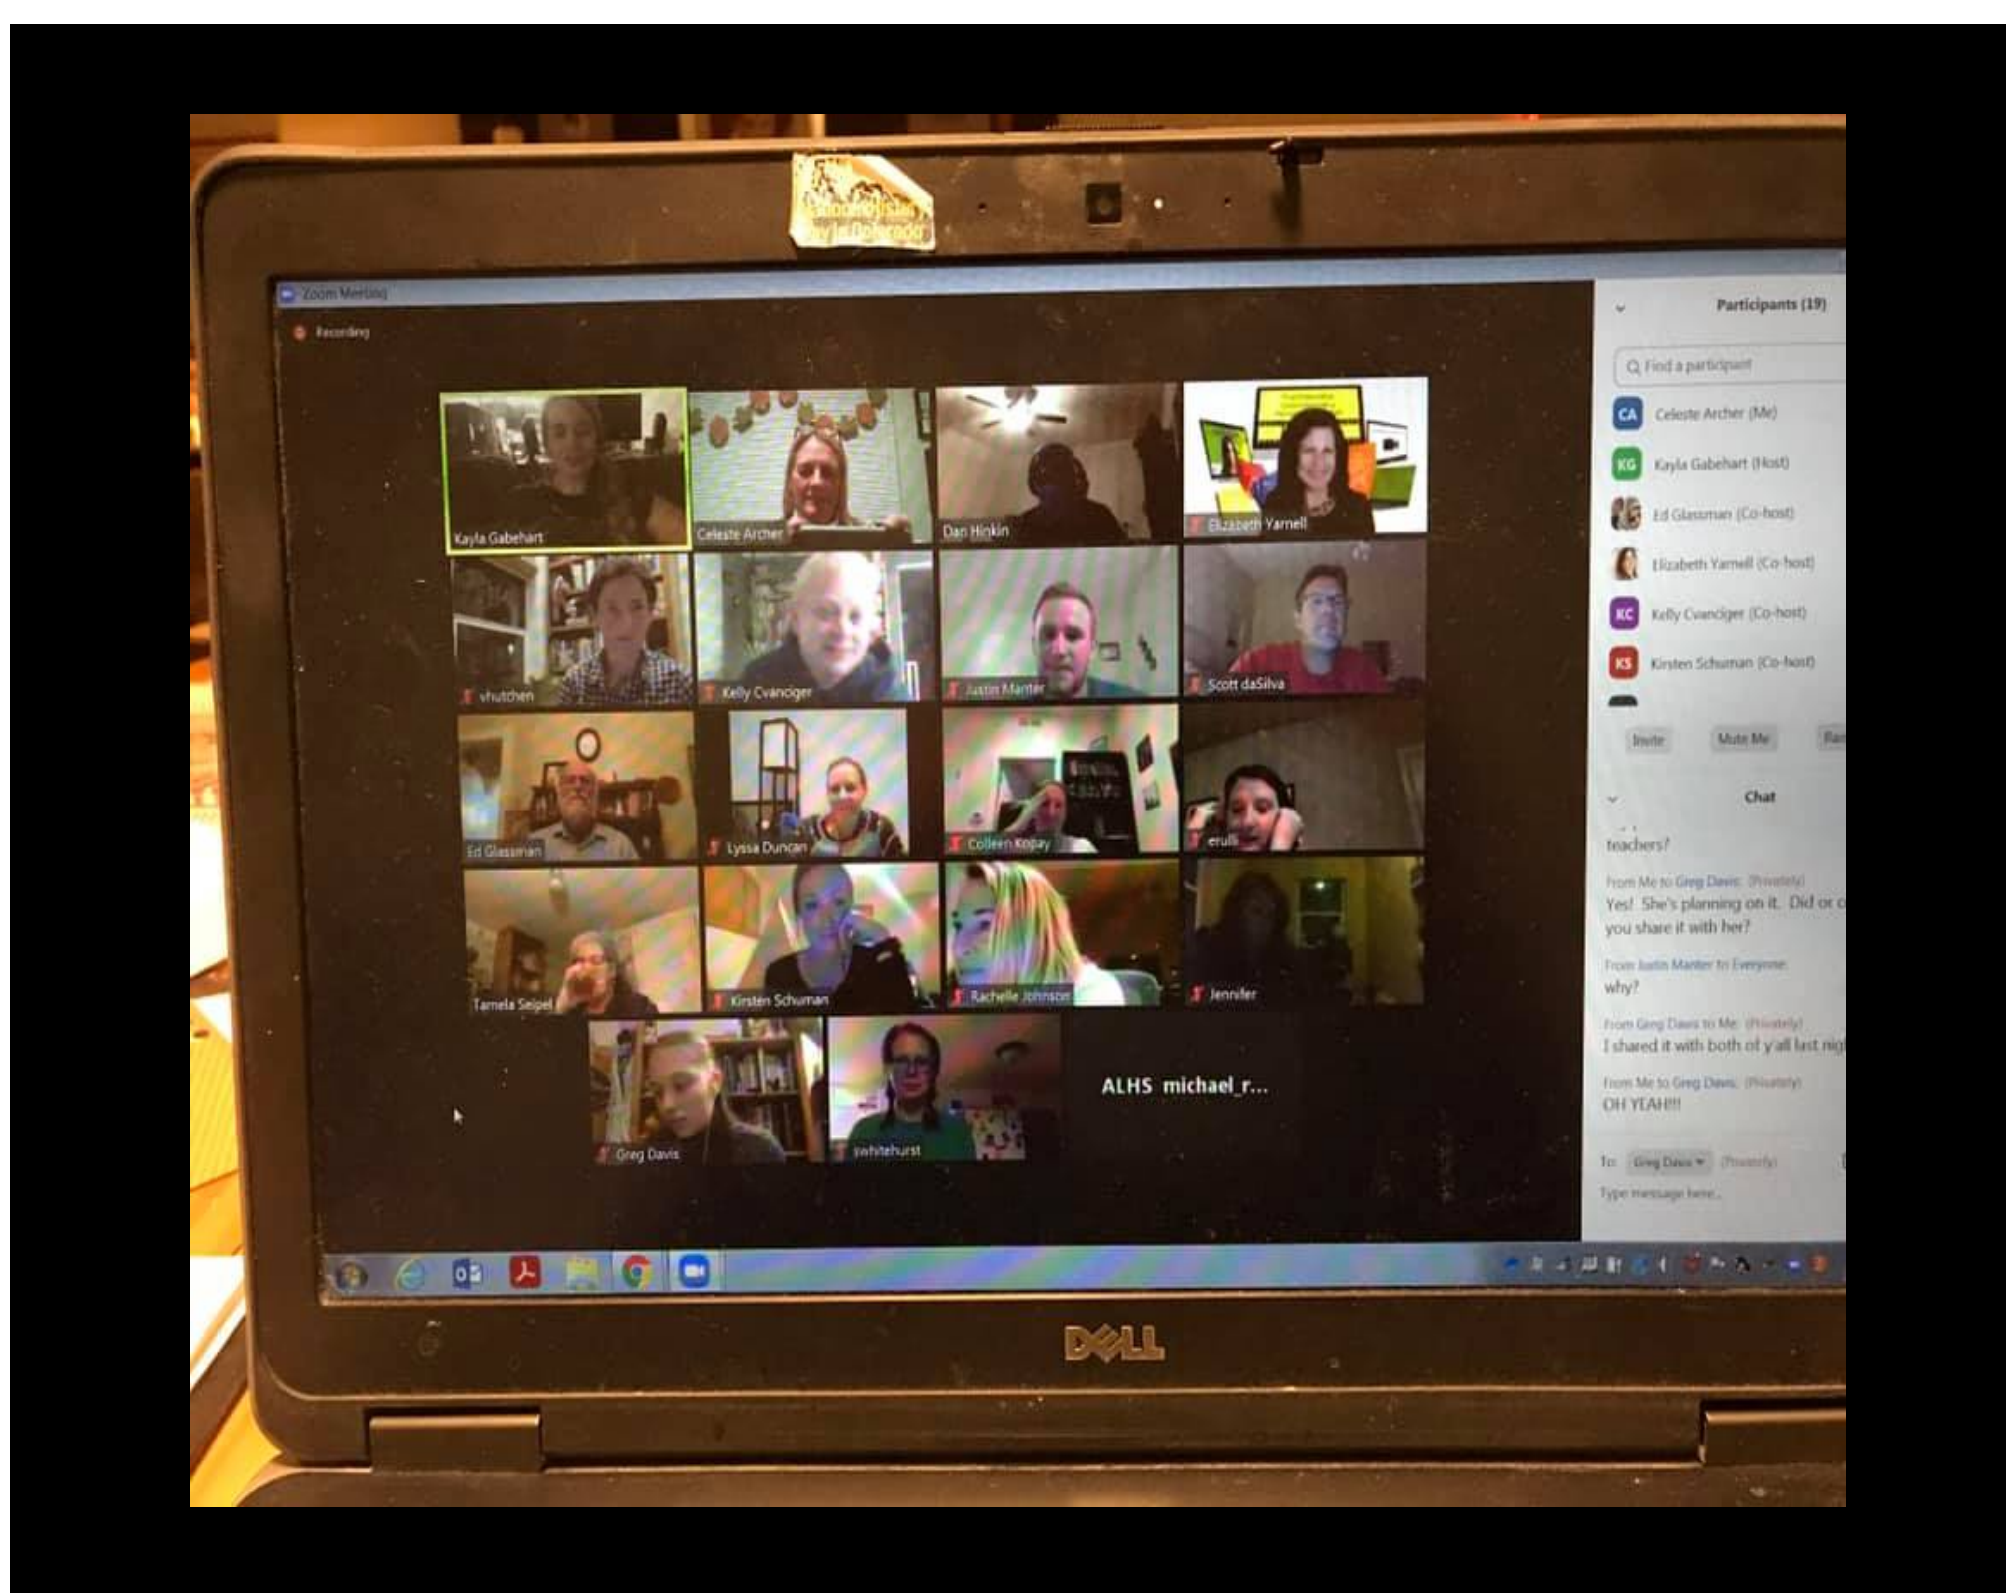 Zoom Meeting
Recording
Kayla Gabehart
Celeste Archer
Dan Hinkin
Elizabeth Yarnell
vhutchen
Kelly Cvanciger
Justin Manter
Scott daSilva
Ed Glassman
Lyssa Duncan
Colleen Kopay
erulli
Tamela Seipel
Kirsten Schuman
Rachelle Johnson
Jennifer
Greg Davis
swhitehurst
ALHS michael_r...
Participants (19)
Find a participant
CA Celeste Archer (Me)
KG Kayla Gabehart (Host)
Ed Glassman (Co-host)
Elizabeth Yarnell (Co-host)
KC Kelly Cvanciger (Co-host)
KS Kirsten Schuman (Co-host)
Invite Mute Me
Chat
teachers?
From Me to Greg Davis: (Privately)
Yes! She's planning on it. Did or
you share it with her?
From Justin Manter to Everyone:
why?
From Greg Davis to Me: (Privately)
I shared it with both of y'all last
From Me to Greg Davis: (Privately)
OH YEAH!!!
To: Greg Davis (Privately)
Type message here...
DELL